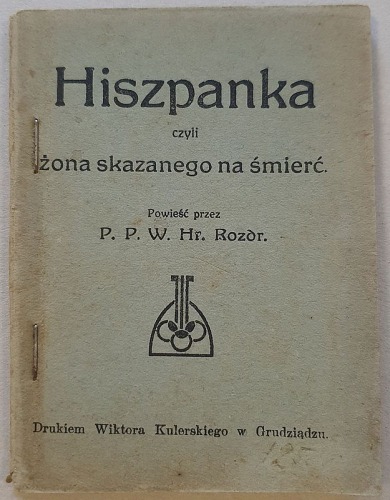 Hiszpanka
czyli
żona skazanego na śmierć.
Powieść przez
P. P. W. Hr. Rozdr.
Drukiem Wiktora Kulerskiego w Grudziądzu.